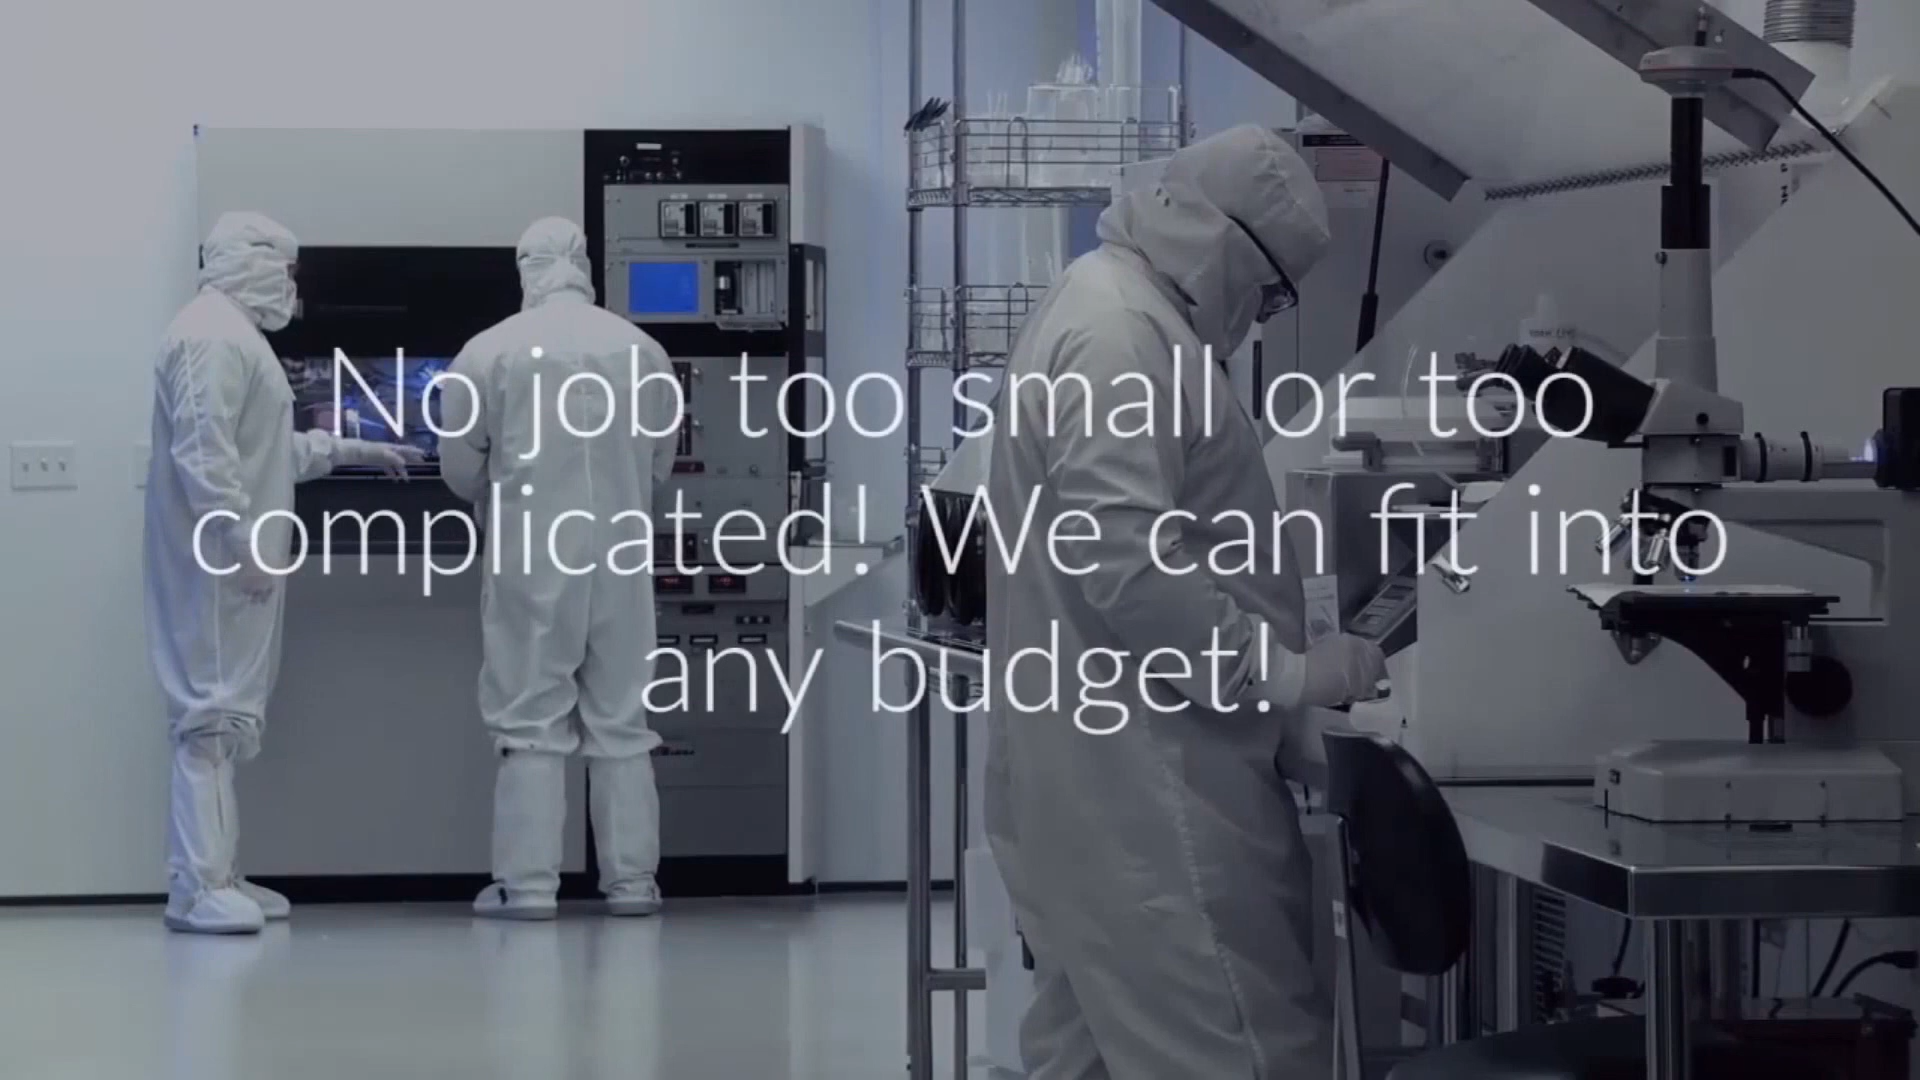 No job too small or too
complicated! We can fit into
any budget!